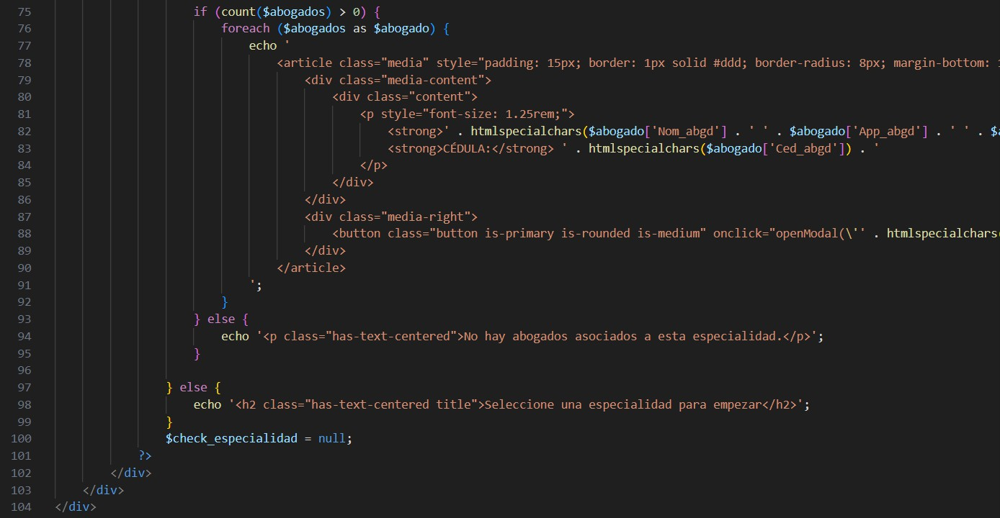 75 if (count($abogados) > 0) {
76 foreach ($abogados as $abogado) {
77 echo '
78 <article class="media" style="padding: 15px; border: 1px solid #ddd; border-radius: 8px; margin-bottom:
79 <div class="media-content">
80 <div class="content">
81 <p style="font-size: 1.25rem;">
82 <strong>' . htmlspecialchars($abogado['Nom_abgd'] . ' ' . $abogado['App_abgd'] . ' ' .
83 <strong>CÉDULA:</strong> ' . htmlspecialchars($abogado['Ced_abgd']) . '
84 </p>
85 </div>
86 </div>
87 <div class="media-right">
88 <button class="button is-primary is-rounded is-medium" onclick="openModal(\'' . htmlspecialchars(
89 </div>
90 </article>
91 ';
92 }
93 } else {
94 echo '<p class="has-text-centered">No hay abogados asociados a esta especialidad.</p>';
95 }
96
97 } else {
98 echo '<h2 class="has-text-centered title">Seleccione una especialidad para empezar</h2>';
99 }
100 $check_especialidad = null;
101 ?>
102 </div>
103 </div>
104 </div>